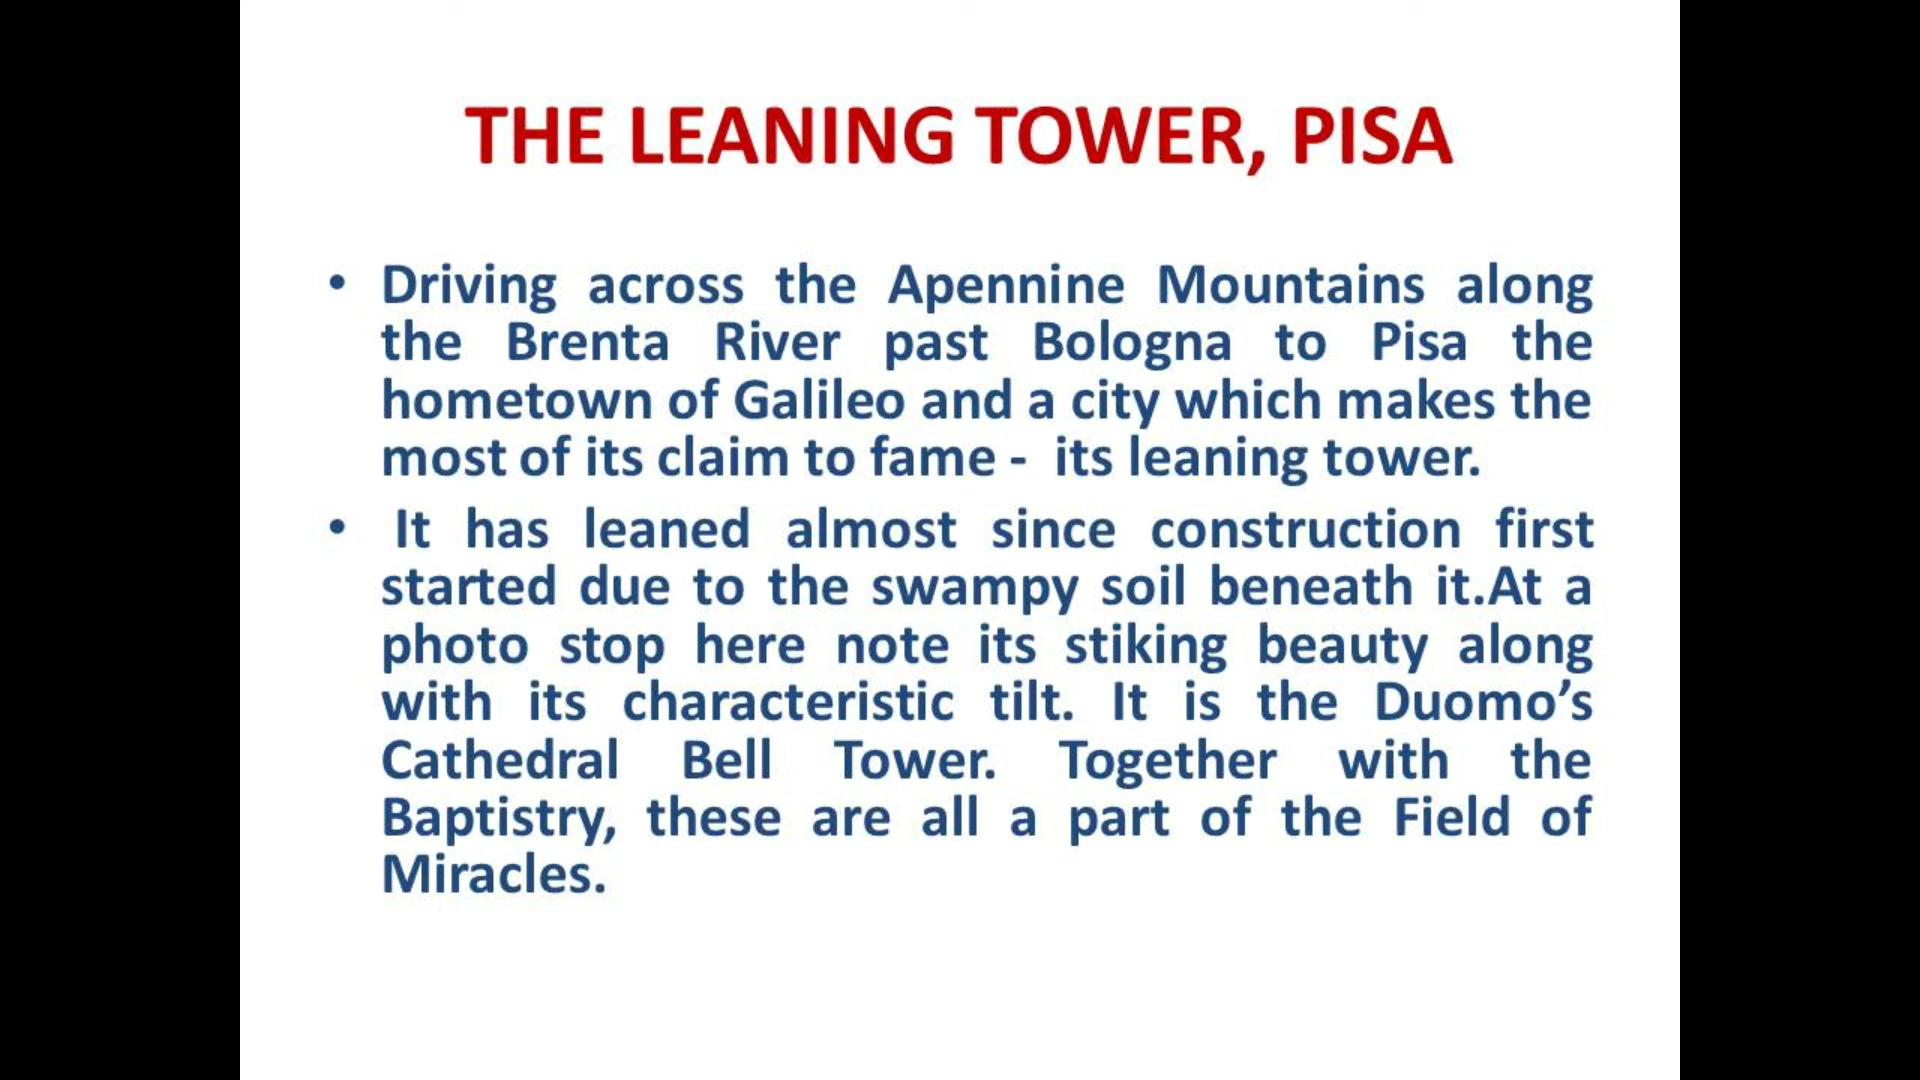 THE LEANING TOWER, PISA
• Driving across the Apennine Mountains along
the Brenta River past Bologna to Pisa the
hometown of Galileo and a city which makes the
most of its claim to fame - its leaning tower.
• It has leaned almost since construction first
started due to the swampy soil beneath it.At a
photo stop here note its stiking beauty along
with its characteristic tilt. It is the Duomo’s
Cathedral Bell Tower. Together with the
Baptistry, these are all a part of the Field of
Miracles.